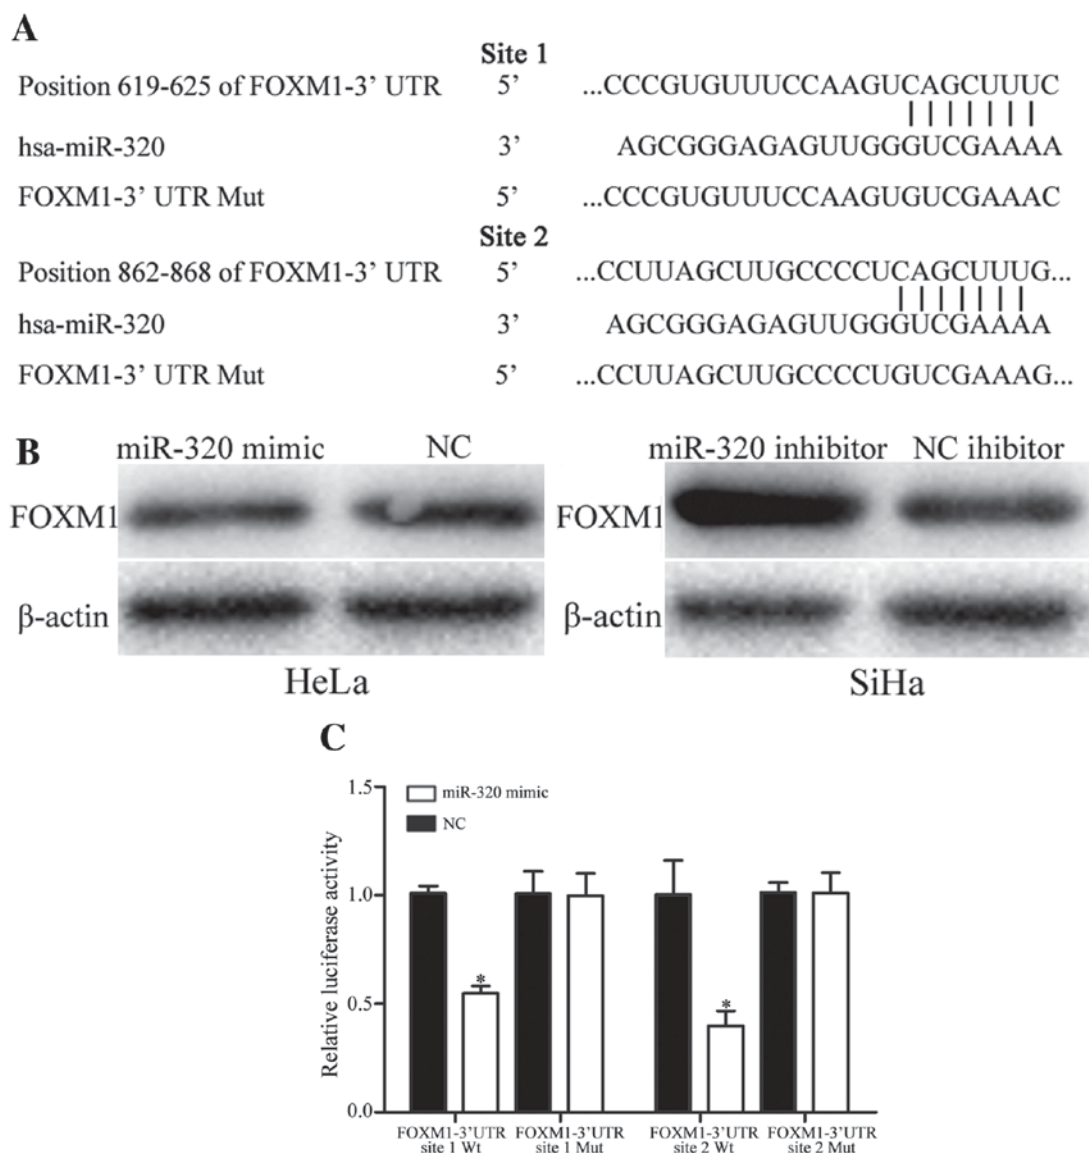 A
Site 1
Position 619-625 of FOXM1-3’ UTR 5’ ...CCCGUGUUUCCAAGUCAGCUUUC
hsa-miR-320 3’ AGCGGGAGAGUUGGGUCGAAAA
FOXM1-3’ UTR Mut 5’ ...CCCGUGUUUCCAAGUGUCGAAAC
Site 2
Position 862-868 of FOXM1-3’ UTR 5’ ...CCUUAGCUUGCCCCUCAGCUUUG...
hsa-miR-320 3’ AGCGGGAGAGUUGGGUCGAAAA
FOXM1-3’ UTR Mut 5’ ...CCUUAGCUUGCCCCUGUCGAAAG...
B
miR-320 mimic NC
FOXM1
β-actin
HeLa
miR-320 inhibitor NC ihibitor
FOXM1
β-actin
SiHa
C
Relative luciferase activity
1.5
1.0
0.5
0.0
miR-320 mimic
NC
*
*
FOXM1-3’UTR
site 1 Wt
FOXM1-3’UTR
site 1 Mut
FOXM1-3’UTR
site 2 Wt
FOXM1-3’UTR
site 2 Mut